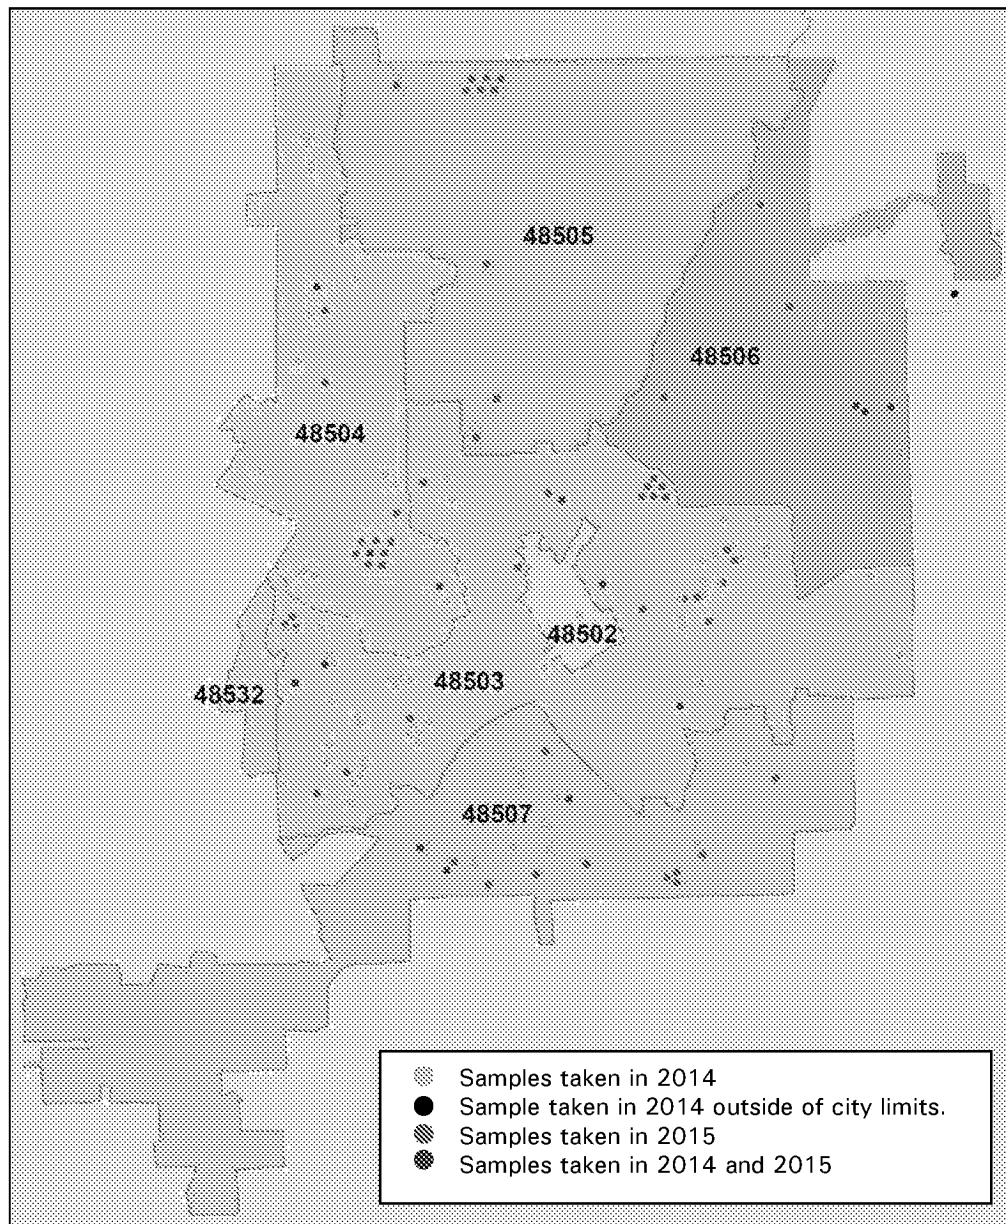 48505
48506
48504
48502
48503
48532
48507
Samples taken in 2014
Sample taken in 2014 outside of city limits.
Samples taken in 2015
Samples taken in 2014 and 2015